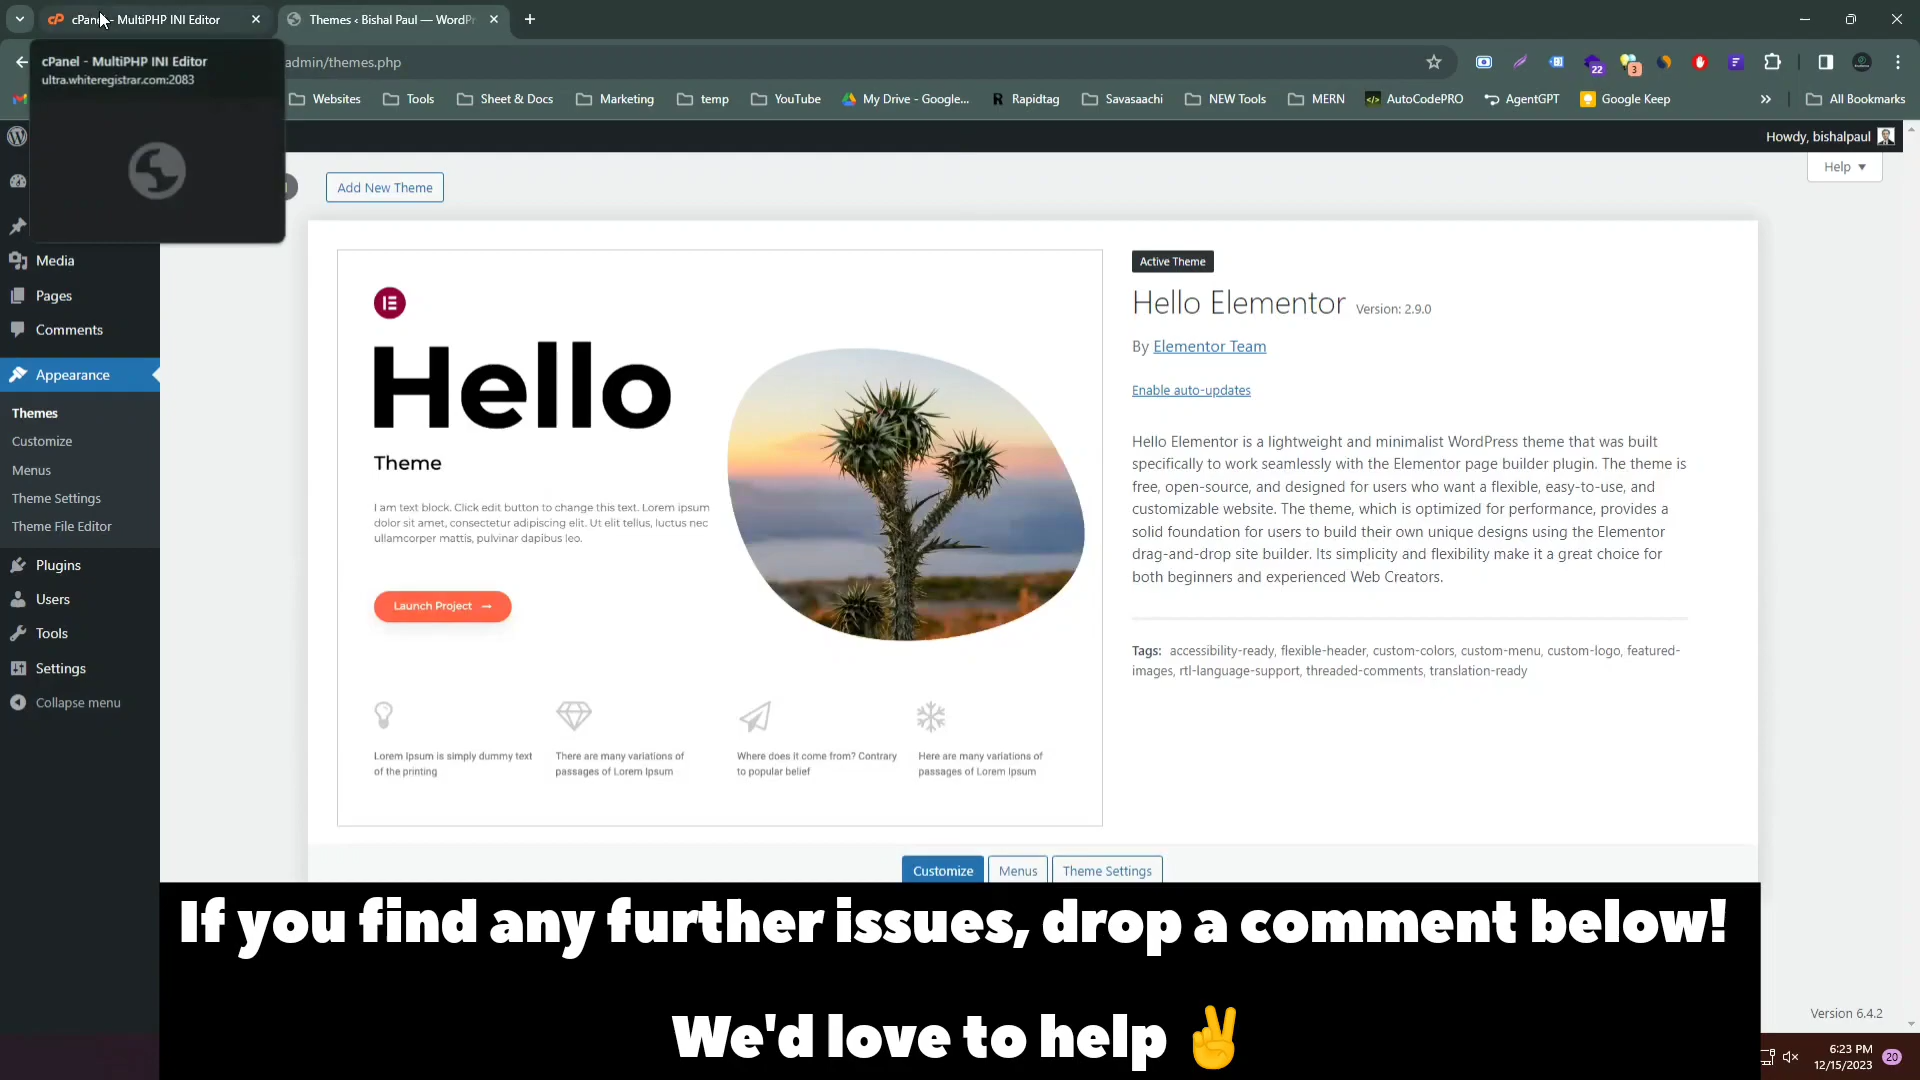 cPanel - MultiPHP INI Editor
Themes ‹ Bishal Paul — WordPr
cPanel - MultiPHP INI Editor
ultra.whiteregistrar.com:2083
admin/themes.php
22
3
Websites
Tools
Sheet & Docs
Marketing
temp
YouTube
My Drive - Google...
Rapidtag
Savasaachi
NEW Tools
MERN
AutoCodePRO
AgentGPT
Google Keep
All Bookmarks
Howdy, bishalpaul
Help
Add New Theme
Media
Pages
Comments
Appearance
Themes
Customize
Menus
Theme Settings
Theme File Editor
Plugins
Users
Tools
Settings
Collapse menu
Hello
Theme
I am text block. Click edit button to change this text. Lorem ipsum
dolor sit amet, consectetur adipiscing elit. Ut elit tellus, luctus nec
ullamcorper mattis, pulvinar dapibus leo.
Launch Project →
Lorem Ipsum is simply dummy text
of the printing
There are many variations of
passages of Lorem Ipsum
Where does it come from? Contrary
to popular belief
Here are many variations of
passages of Lorem Ipsum
Active Theme
Hello Elementor Version: 2.9.0
By Elementor Team
Enable auto-updates
Hello Elementor is a lightweight and minimalist WordPress theme that was built
specifically to work seamlessly with the Elementor page builder plugin. The theme is
free, open-source, and designed for users who want a flexible, easy-to-use, and
customizable website. The theme, which is optimized for performance, provides a
solid foundation for users to build their own unique designs using the Elementor
drag-and-drop site builder. Its simplicity and flexibility make it a great choice for
both beginners and experienced Web Creators.
Tags: accessibility-ready, flexible-header, custom-colors, custom-menu, custom-logo, featured-
images, rtl-language-support, threaded-comments, translation-ready
Customize
Menus
Theme Settings
If you find any further issues, drop a comment below!
We'd love to help ✌
Version 6.4.2
6:23 PM
12/15/2023
20